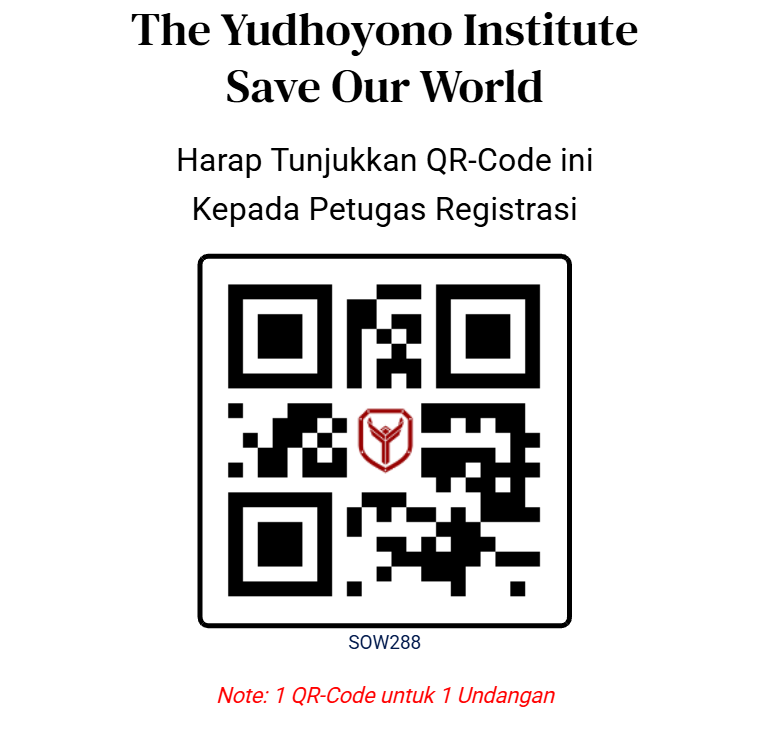 The Yudhoyono Institute
Save Our World
Harap Tunjukkan QR-Code ini
Kepada Petugas Registrasi
SOW288
Note: 1 QR-Code untuk 1 Undangan